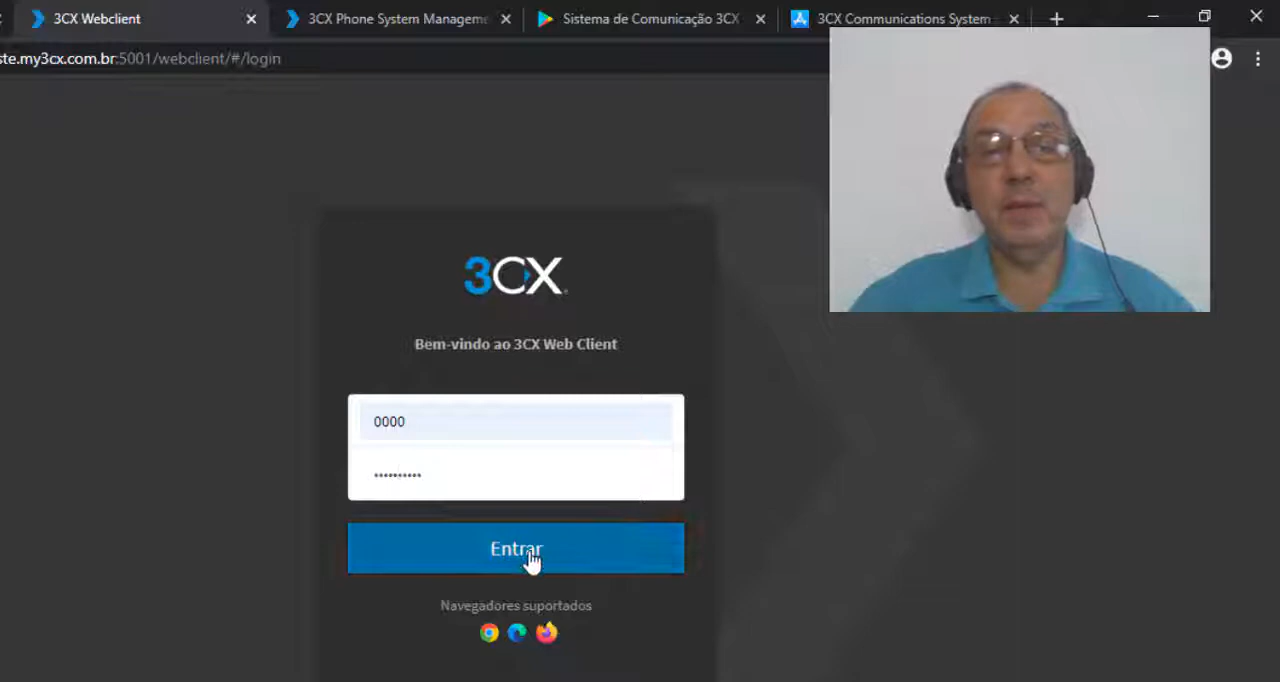 3CX Webclient
3CX Phone System Managem
Sistema de Comunicação 3CX
3CX Communications System
ste.my3cx.com.br:5001/webclient/#/login
3CX
Bem-vindo ao 3CX Web Client
0000
••••••••••
Entrar
Navegadores suportados